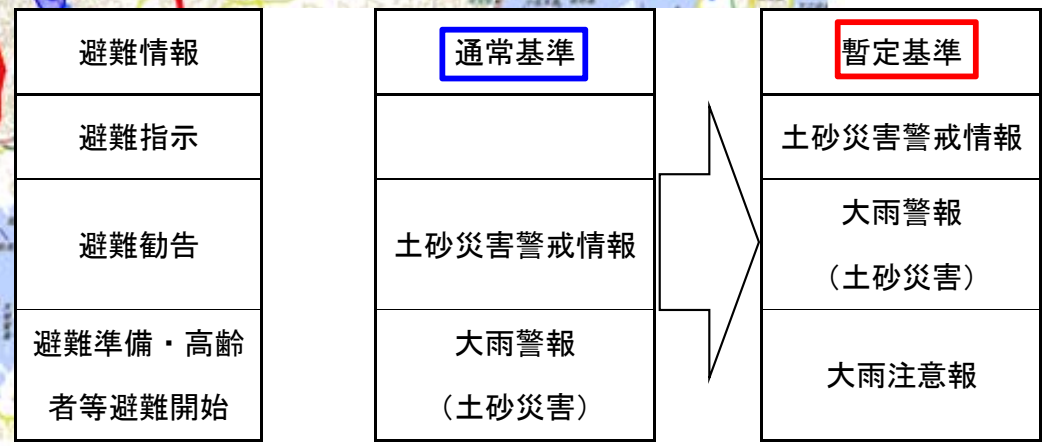 避難情報
通常基準
暫定基準
避難指示
土砂災害警戒情報
避難勧告
土砂災害警戒情報
大雨警報
（土砂災害）
避難準備・高齢
者等避難開始
大雨警報
（土砂災害）
大雨注意報